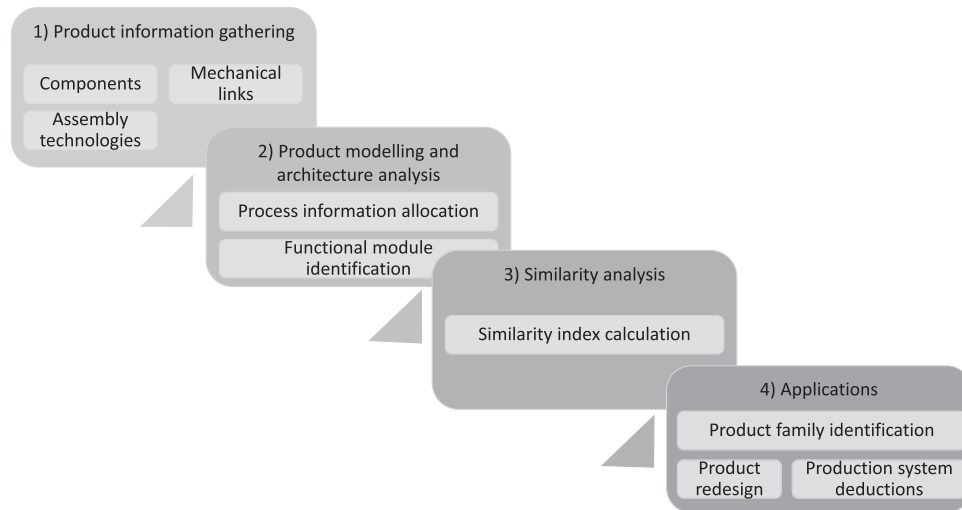 1) Product information gathering
Components
Mechanical
links
Assembly
technologies
2) Product modelling and
architecture analysis
Process information allocation
Functional module
identification
3) Similarity analysis
Similarity index calculation
4) Applications
Product family identification
Product
redesign
Production system
deductions